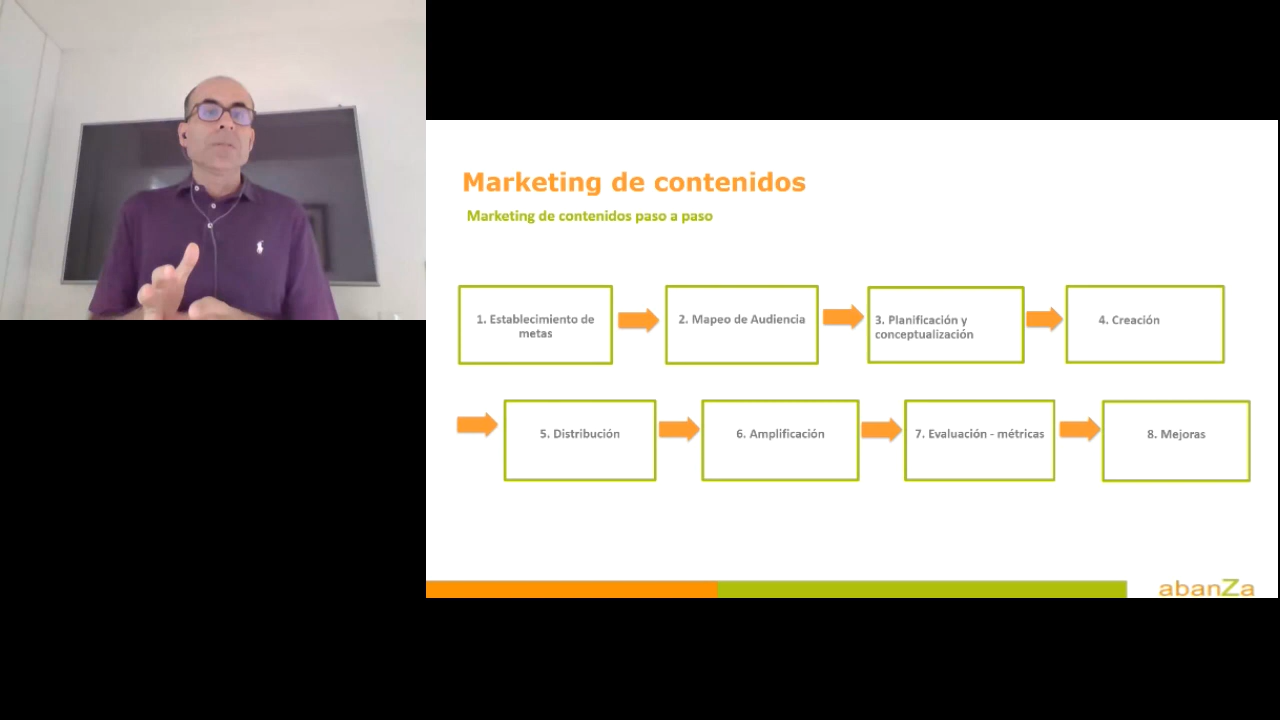 Marketing de contenidos
Marketing de contenidos paso a paso
1. Establecimiento de
metas
2. Mapeo de Audiencia
3. Planificación y
conceptualización
4. Creación
5. Distribución
6. Amplificación
7. Evaluación - métricas
8. Mejoras
abanZa